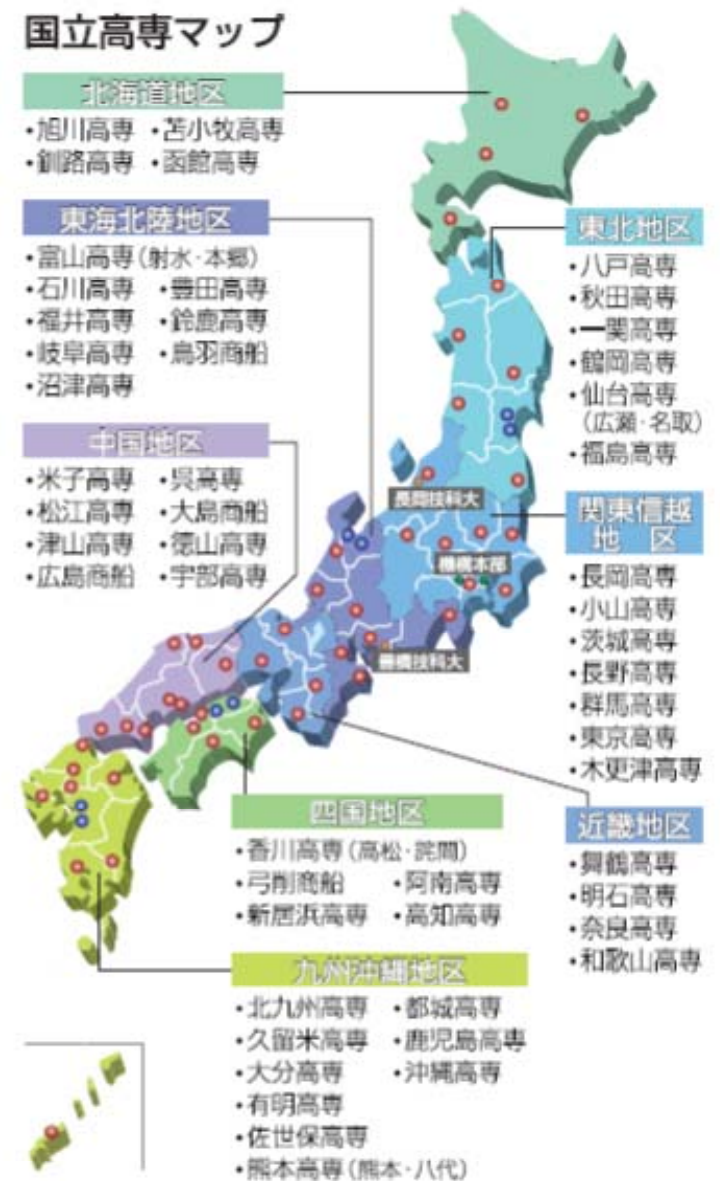 国立高専マップ
北海道地区
・旭川高専 ・苫小牧高専
・釧路高専 ・函館高専
東海北陸地区
・富山高専(射水・本郷)
・石川高専 ・豊田高専
・福井高専 ・鈴鹿高専
・岐阜高専 ・鳥羽商船
・沼津高専
中国地区
・米子高専 ・呉高専
・松江高専 ・大島商船
・津山高専 ・徳山高専
・広島商船 ・宇部高専
東北地区
・八戸高専
・秋田高専
・一関高専
・鶴岡高専
・仙台高専
(広瀬・名取)
・福島高専
長岡技科大
関東信越
地 区
機構本部
・長岡高専
・小山高専
・茨城高専
・長野高専
・群馬高専
・東京高専
・木更津高専
豊橋技科大
近畿地区
・舞鶴高専
・明石高専
・奈良高専
・和歌山高専
四国地区
・香川高専(高松・詫間)
・弓削商船 ・阿南高専
・新居浜高専 ・高知高専
九州沖縄地区
・北九州高専 ・都城高専
・久留米高専 ・鹿児島高専
・大分高専 ・沖縄高専
・有明高専
・佐世保高専
・熊本高専(熊本・八代)